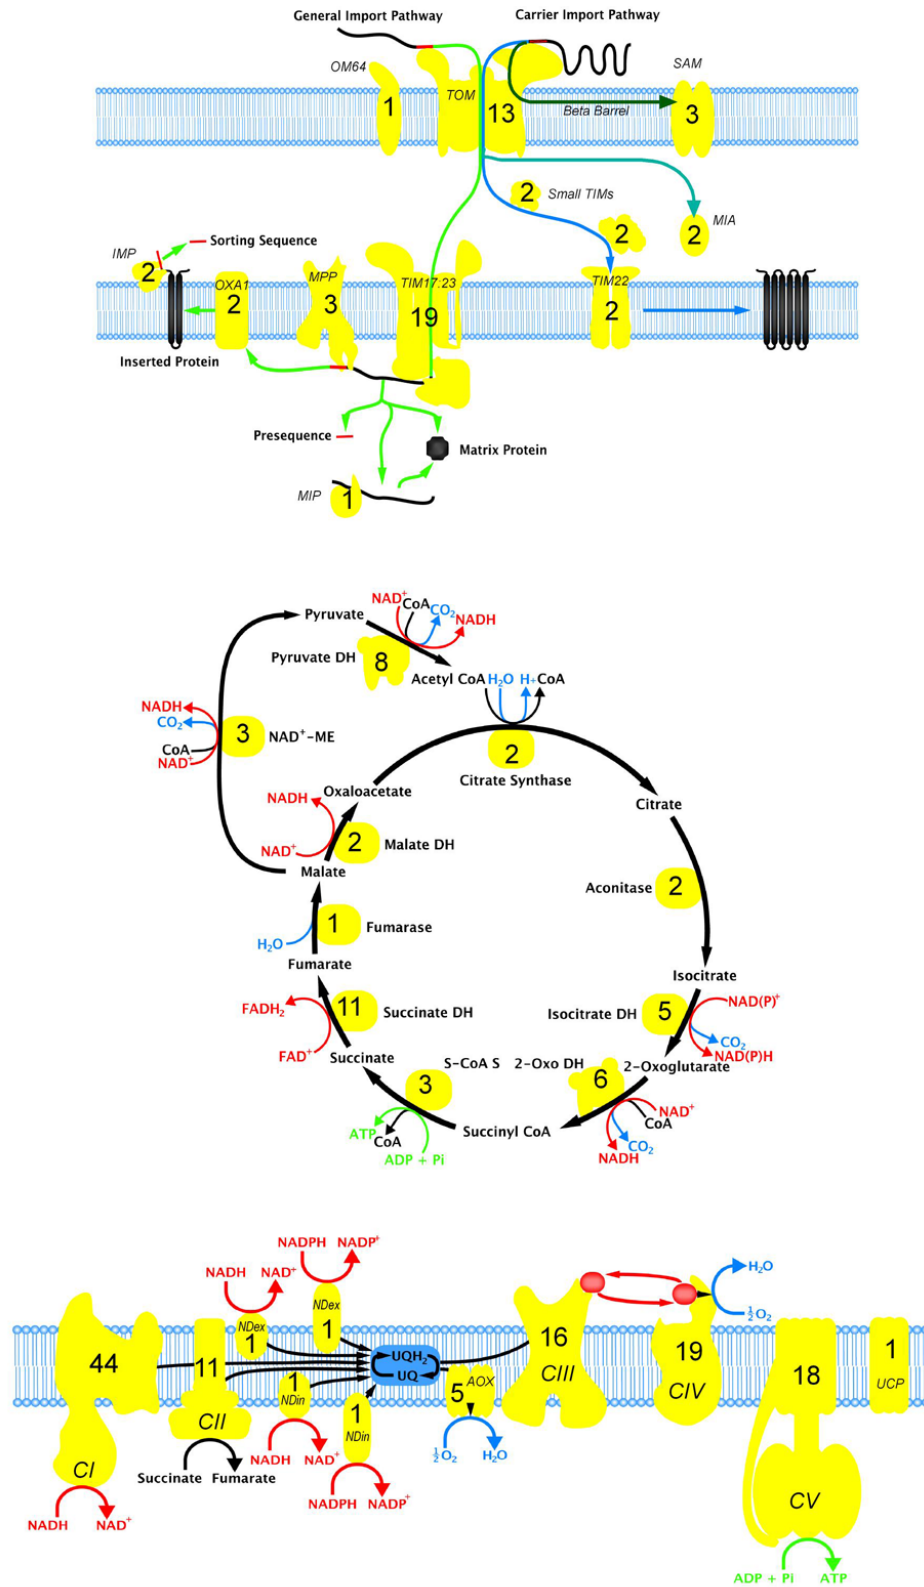 General Import Pathway
Carrier Import Pathway
OM64
1
TOM
13
SAM
3
Beta Barrel
2
Small TIMs
2
2
MIA
IMP
2
Sorting Sequence
OXA1
2
MPP
3
TIM17:23
19
TIM22
2
Inserted Protein
Presequence
Matrix Protein
MIP
1
Pyruvate
NAD⁺
CoA
CO₂
NADH
Pyruvate DH
8
Acetyl CoA
H₂O
H+
CoA
NADH
CO₂
CoA
NAD⁺
3
NAD⁺-ME
2
Citrate Synthase
Oxaloacetate
Citrate
NADH
NAD⁺
2
Malate DH
Malate
Aconitase
2
H₂O
1
Fumarase
Fumarate
Isocitrate
FADH₂
FAD⁺
11
Succinate DH
Isocitrate DH
5
NAD(P)⁺
CO₂
NAD(P)H
Succinate
S-CoA S
3
2-Oxo DH
6
2-Oxoglutarate
NAD⁺
CoA
CO₂
NADH
Succinyl CoA
ATP
CoA
ADP + Pi
NADPH
NADP⁺
NADH
NAD⁺
NDex
1
NDex
1
H₂O
½O₂
44
CI
11
CII
UQH₂
UQ
1
NDin
1
NDin
5
AOX
16
CIII
19
CIV
18
CV
1
UCP
Succinate
Fumarate
NADH
NAD⁺
½O₂
H₂O
NADPH
NADP⁺
NADH
NAD⁺
ADP + Pi
ATP